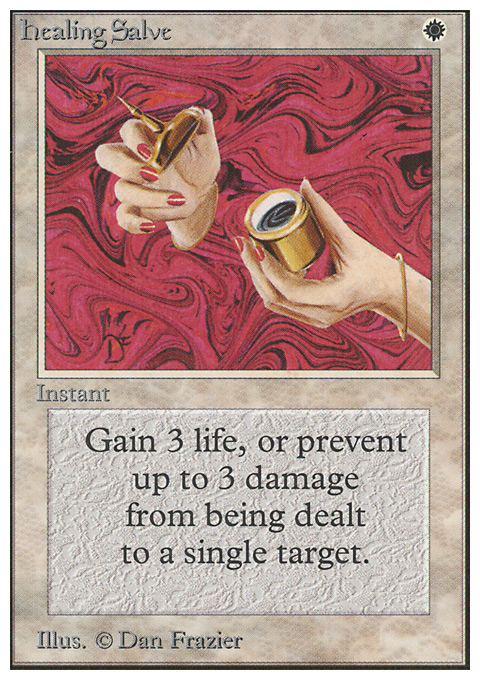 Healing Salve
Instant
Gain 3 life, or prevent
up to 3 damage
from being dealt
to a single target.
Illus. © Dan Frazier